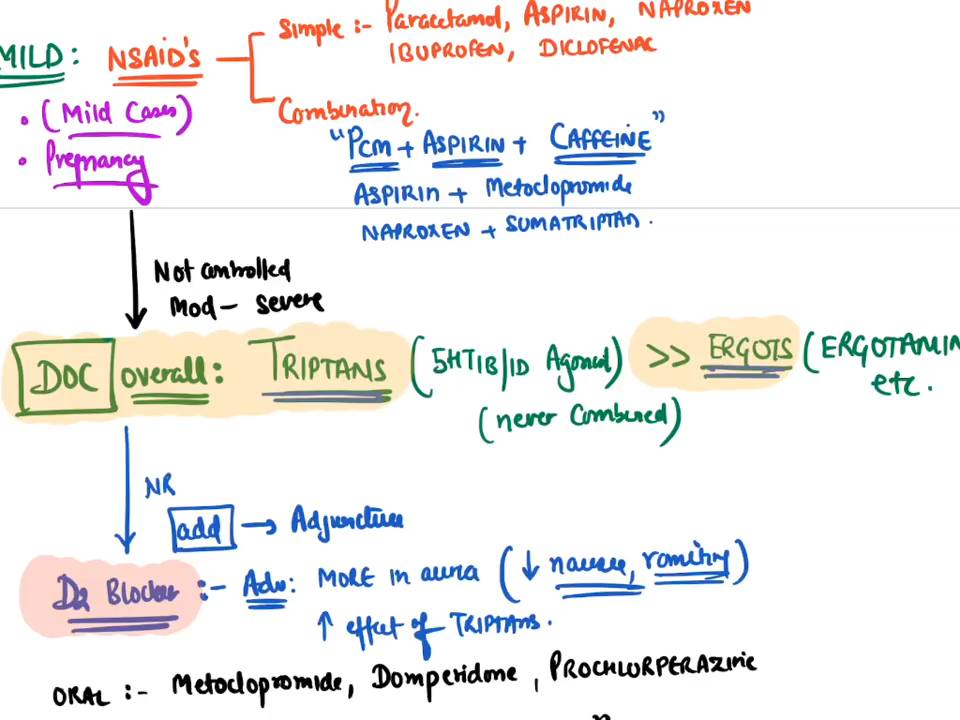 Simple :- Paracetamol, ASPIRIN, NAPROXEN
IBUPROFEN, DICLOFENAC
MILD: NSAID'S
• (Mild Cases)
Combination.
• Pregnancy
"PCM + ASPIRIN + CAFFEINE"
ASPIRIN + Metoclopromide
NAPROXEN + SUMATRIPTAN.
Not controlled
Mod - severe
DOC overall: TRIPTANS (5HT1B/1D Agonist) >> ERGOTS (ERGOTAMIN
etc.
(never Combined)
NR
add → Adjuncture
D2 Blocker :- Adv: MORE in aura (↓ nausea, vomiting)
↑ effect of TRIPTANS.
ORAL :- Metoclopromide, Domperidone, PROCHLORPERAZINE